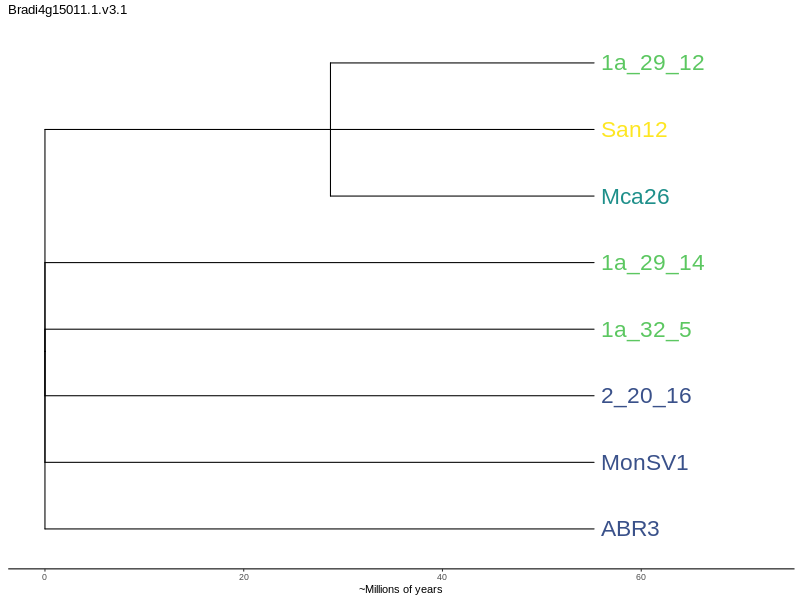 Bradi4g15011.1.v3.1
1a_29_12
San12
Mca26
1a_29_14
1a_32_5
2_20_16
MonSV1
ABR3
0 20 40 60
~Millions of years